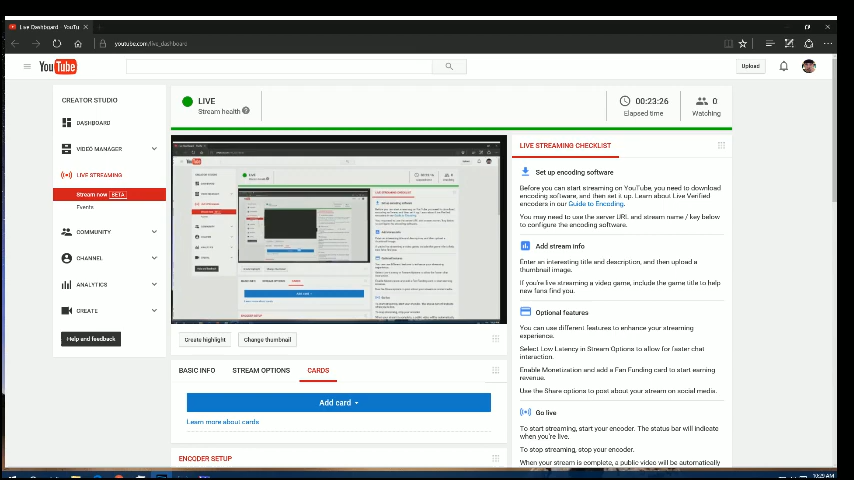 Live Dashboard - YouTu
youtube.com/live_dashboard
YouTube
Upload
CREATOR STUDIO
DASHBOARD
VIDEO MANAGER
LIVE STREAMING
Stream now BETA
Events
COMMUNITY
CHANNEL
ANALYTICS
CREATE
Help and feedback
LIVE
Stream health ?
00:23:26
Elapsed time
0
Watching
Create highlight
Change thumbnail
BASIC INFO STREAM OPTIONS CARDS
Add card
Learn more about cards
ENCODER SETUP
LIVE STREAMING CHECKLIST
Set up encoding software
Before you can start streaming on YouTube, you need to download
encoding software, and then set it up. Learn about Live Verified
encoders in our Guide to Encoding.
You may need to use the server URL and stream name / key below
to configure the encoding software.
Add stream info
Enter an interesting title and description, and then upload a
thumbnail image.
If you're live streaming a video game, include the game title to help
new fans find you.
Optional features
You can use different features to enhance your streaming
experience.
Select Low Latency in Stream Options to allow for faster chat
interaction.
Enable Monetization and add a Fan Funding card to start earning
revenue.
Use the Share options to post about your stream on social media.
Go live
To start streaming, start your encoder. The status bar will indicate
when you're live.
To stop streaming, stop your encoder.
When your stream is complete, a public video will be automatically
10:29 AM